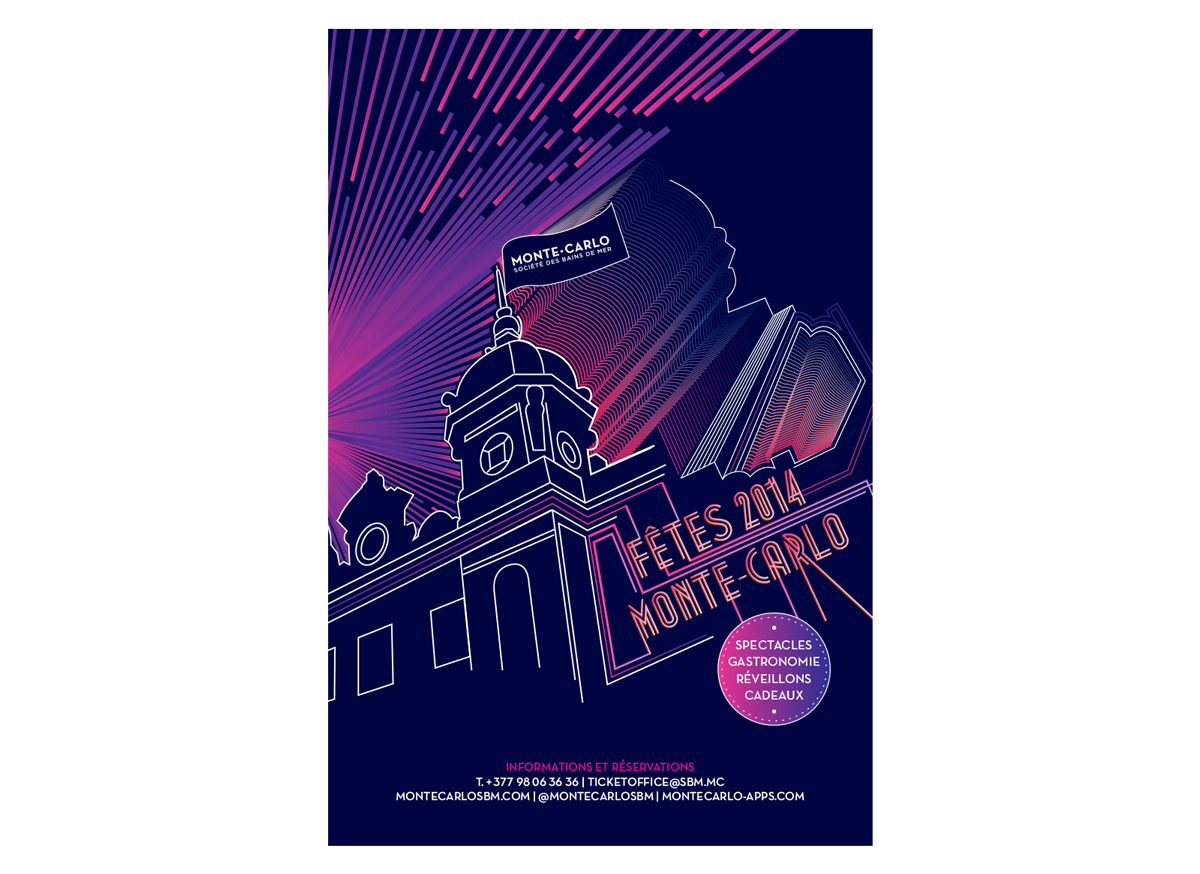 MONTE•CARLO
SOCIÉTÉ DES BAINS DE MER
FÊTES 2014
MONTE-CARLO
SPECTACLES
GASTRONOMIE
RÉVEILLONS
CADEAUX
INFORMATIONS ET RÉSERVATIONS
T. +377 98 06 36 36 | TICKETOFFICE@SBM.MC
MONTECARLOSBM.COM | @MONTECARLOSBM | MONTECARLO-APPS.COM